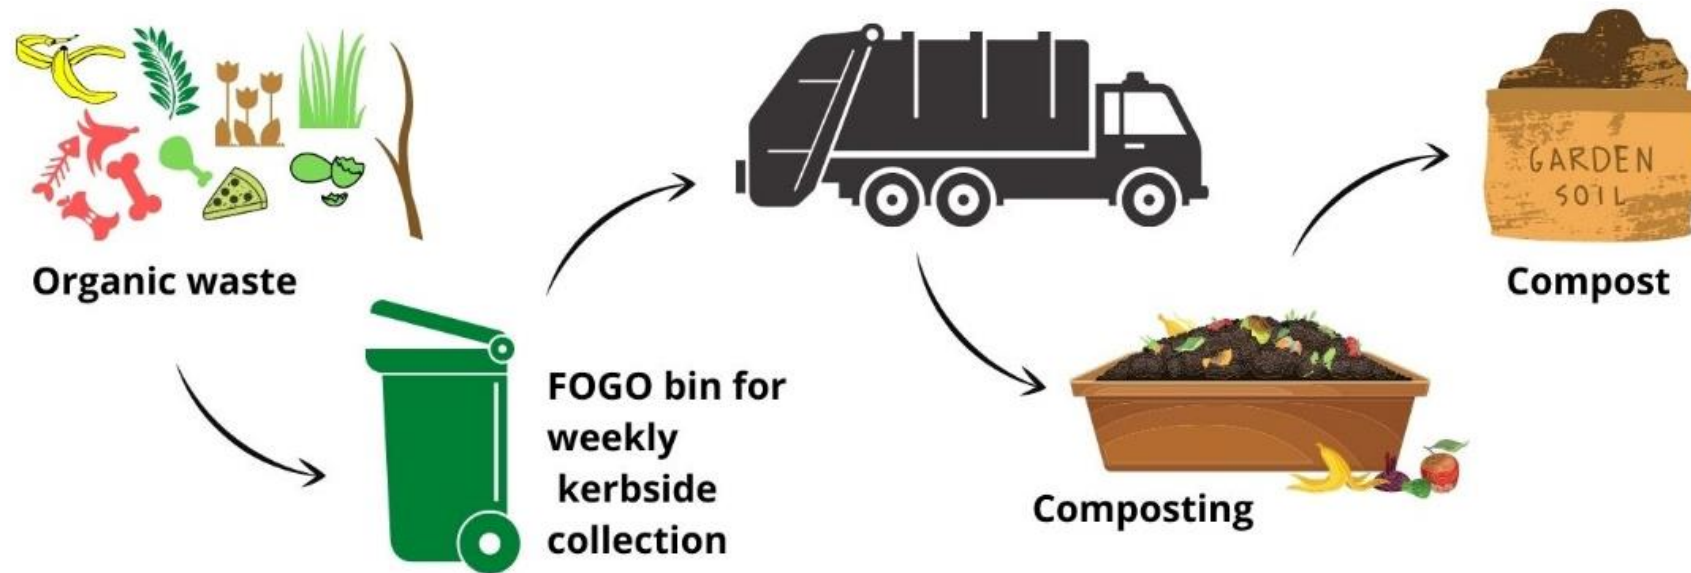 Organic waste
FOGO bin for
weekly
kerbside
collection
Composting
GARDEN
SOIL
Compost